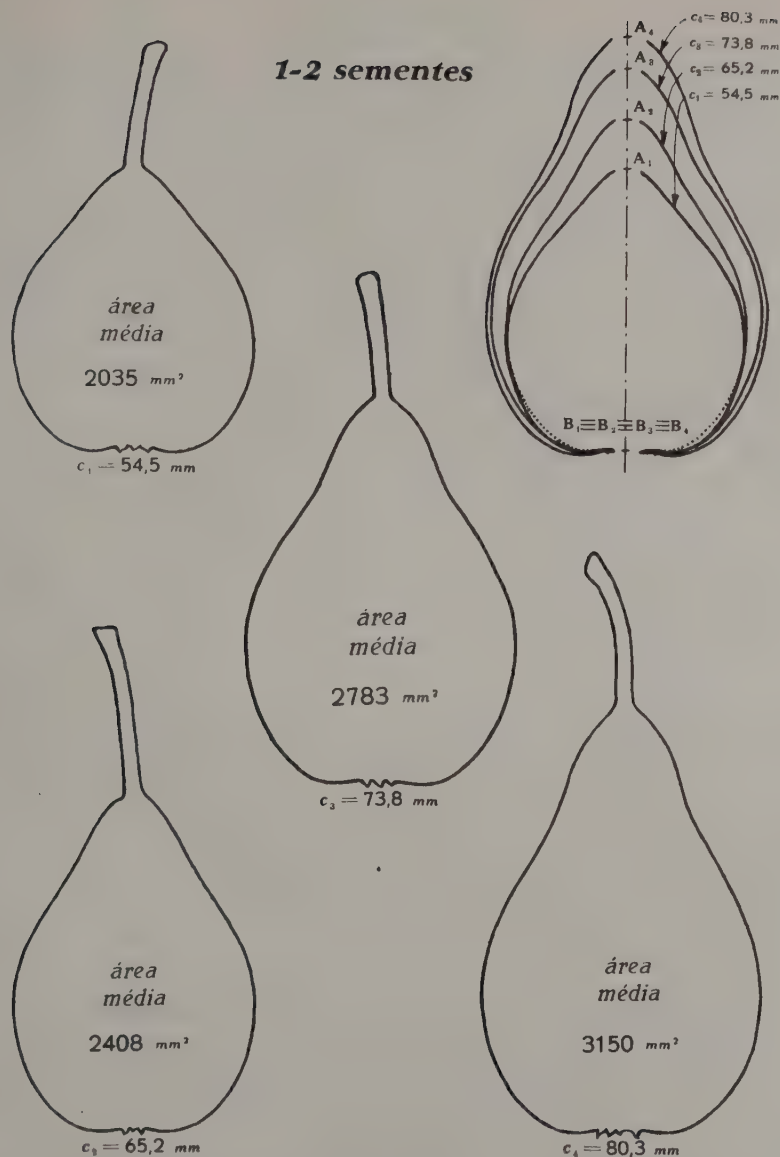 1-2 sementes
A₄
c₄ = 80,3 mm
c₃ = 73,8 mm
A₃
c₂ = 65,2 mm
c₁ = 54,5 mm
A₂
A₁
B₁≡B₂≡B₃≡B₄
área
média
2035 mm²
c₁ = 54,5 mm
área
média
2783 mm²
c₃ = 73,8 mm
área
média
2408 mm²
c₂ = 65,2 mm
área
média
3150 mm²
c₄ = 80,3 mm